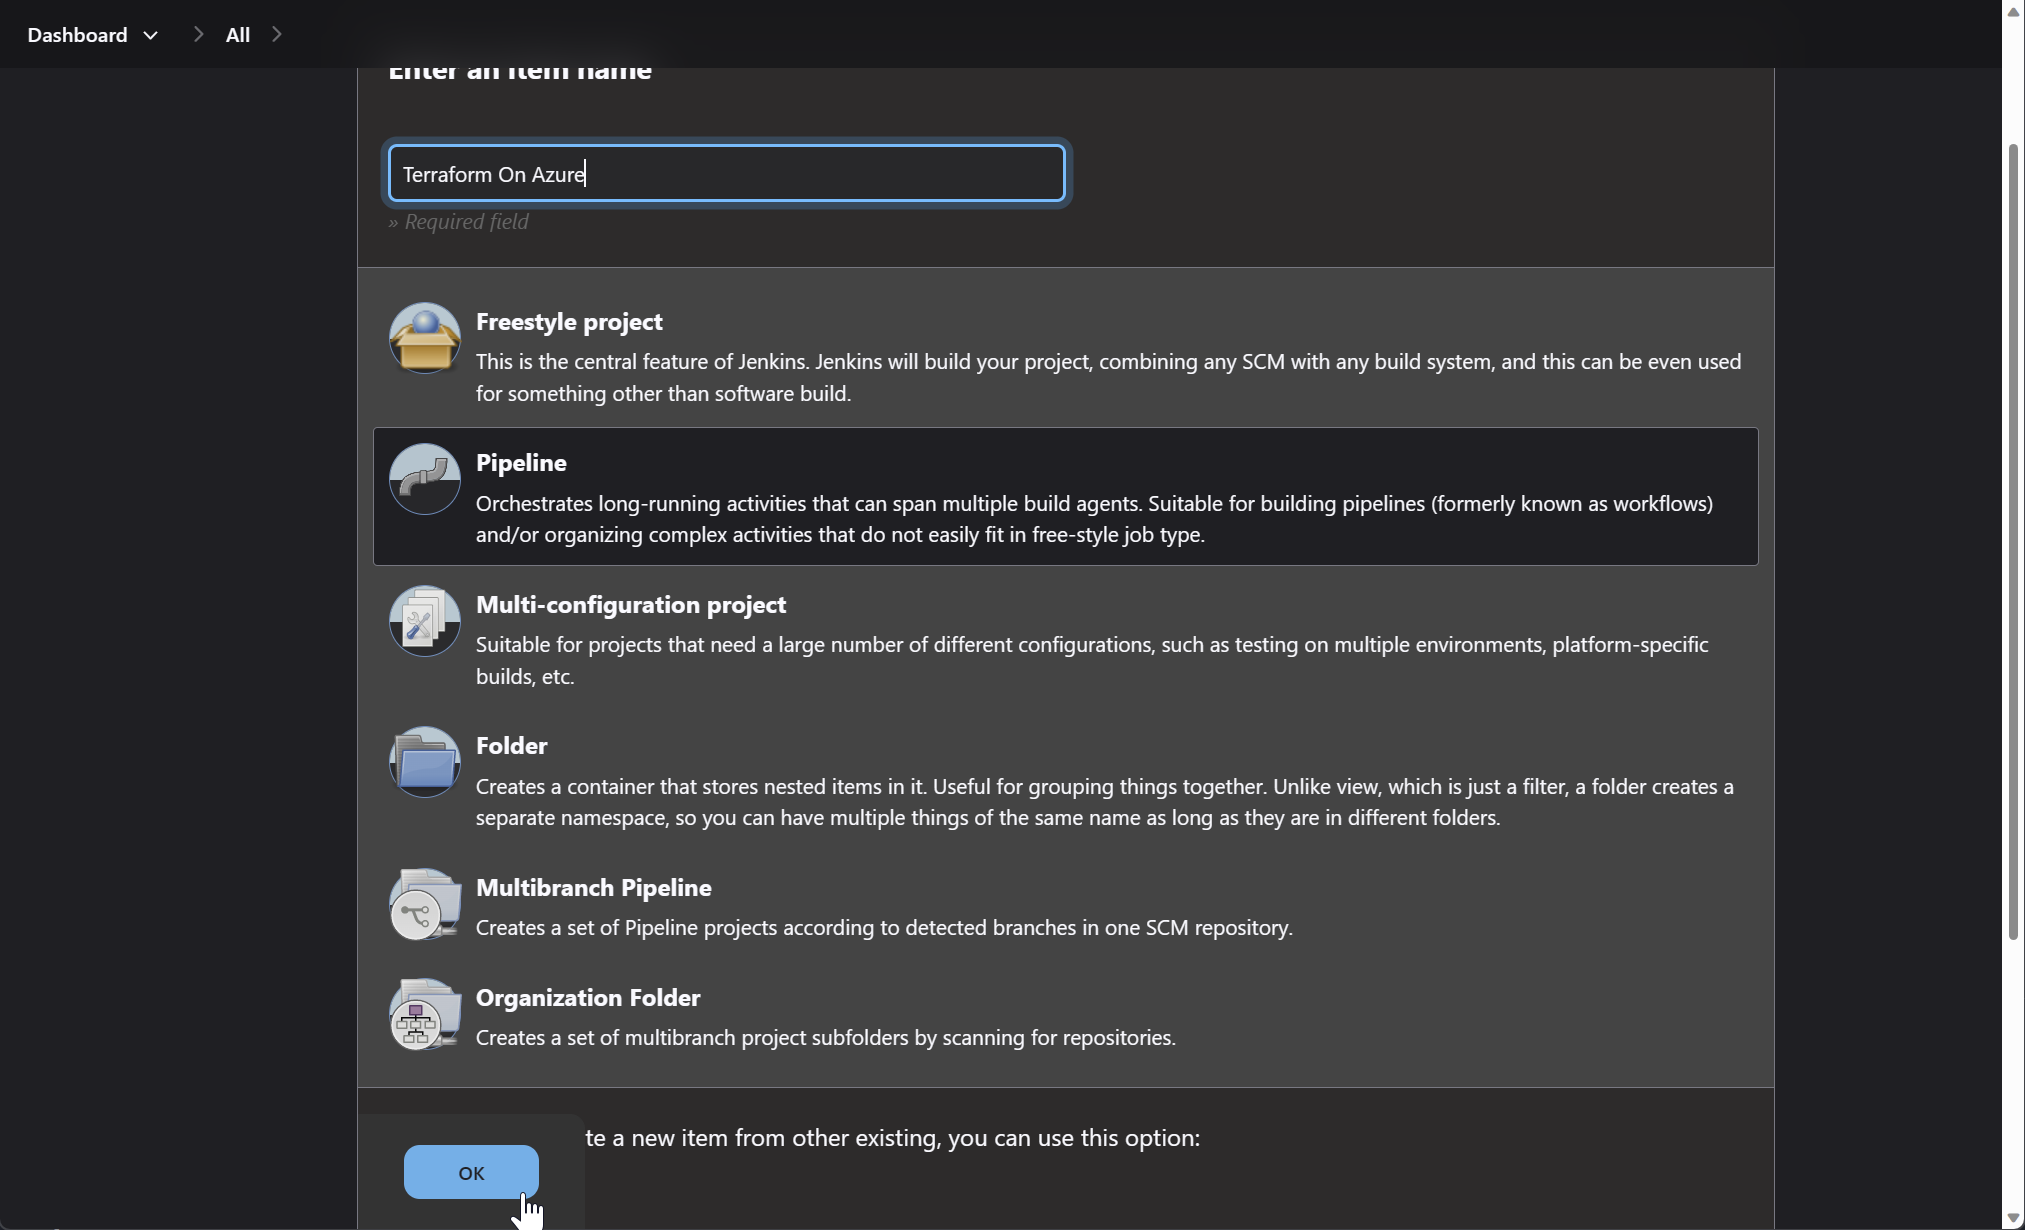 Dashboard
All
Enter an item name
Terraform On Azure
» Required field
Freestyle project
This is the central feature of Jenkins. Jenkins will build your project, combining any SCM with any build system, and this can be even used
for something other than software build.
Pipeline
Orchestrates long-running activities that can span multiple build agents. Suitable for building pipelines (formerly known as workflows)
and/or organizing complex activities that do not easily fit in free-style job type.
Multi-configuration project
Suitable for projects that need a large number of different configurations, such as testing on multiple environments, platform-specific
builds, etc.
Folder
Creates a container that stores nested items in it. Useful for grouping things together. Unlike view, which is just a filter, a folder creates a
separate namespace, so you can have multiple things of the same name as long as they are in different folders.
Multibranch Pipeline
Creates a set of Pipeline projects according to detected branches in one SCM repository.
Organization Folder
Creates a set of multibranch project subfolders by scanning for repositories.
te a new item from other existing, you can use this option:
OK